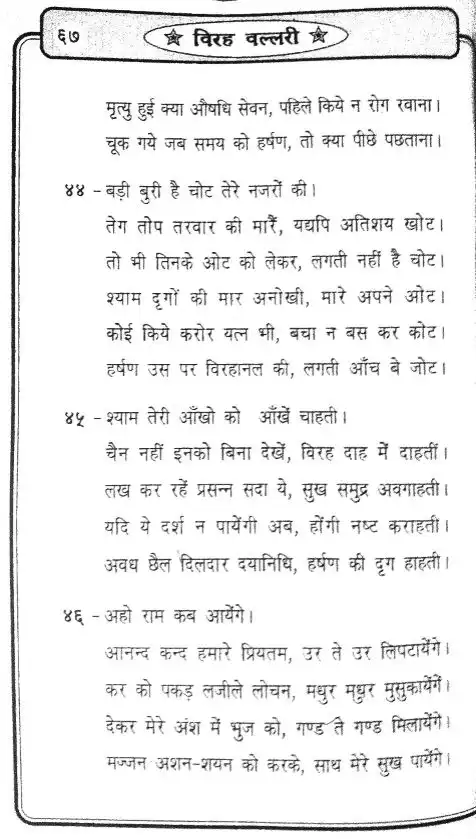 ६७
☆ विरह वल्लरी ☆
मृत्यु हुई क्या औषधि सेवन, पहिले किये न रोग रवाना।
चूक गये जब समय को हर्षण, तो क्या पीछे पछताना।
४४ - बड़ी बुरी है चोट तेरे नजरों की।
तेग तोप तरवार की मारैं, यद्यपि अतिशय खोट।
तो भी तिनके ओट को लेकर, लगती नहीं है चोट।
श्याम दृगों की मार अनोखी, मारे अपने ओट।
कोई किये करोर यत्न भी, बचा न बस कर कोट।
हर्षण उस पर विरहानल की, लगती आँच बे जोट।
४५ - श्याम तेरी आँखो को आँखें चाहती।
चैन नहीं इनको बिना देखें, विरह दाह में दाहतीं।
लख कर रहें प्रसन्न सदा ये, सुख समुद्र अवगाहती।
यदि ये दर्श न पायेंगी अब, होंगी नष्ट कराहती।
अवध छैल दिलदार दयानिधि, हर्षण की दृग हाहती।
४६ - अहो राम कब आयेंगे।
आनन्द कन्द हमारे प्रियतम, उर ते उर लिपटायेंगे।
कर को पकड़ लजीले लोचन, मधुर मधुर मुसुकायेंगें।
देकर मेरे अंश में भुज को, गण्ड ते गण्ड मिलायेंगे।
मज्जन अशन-शयन को करके, साथ मेरे सुख पायेंगे।